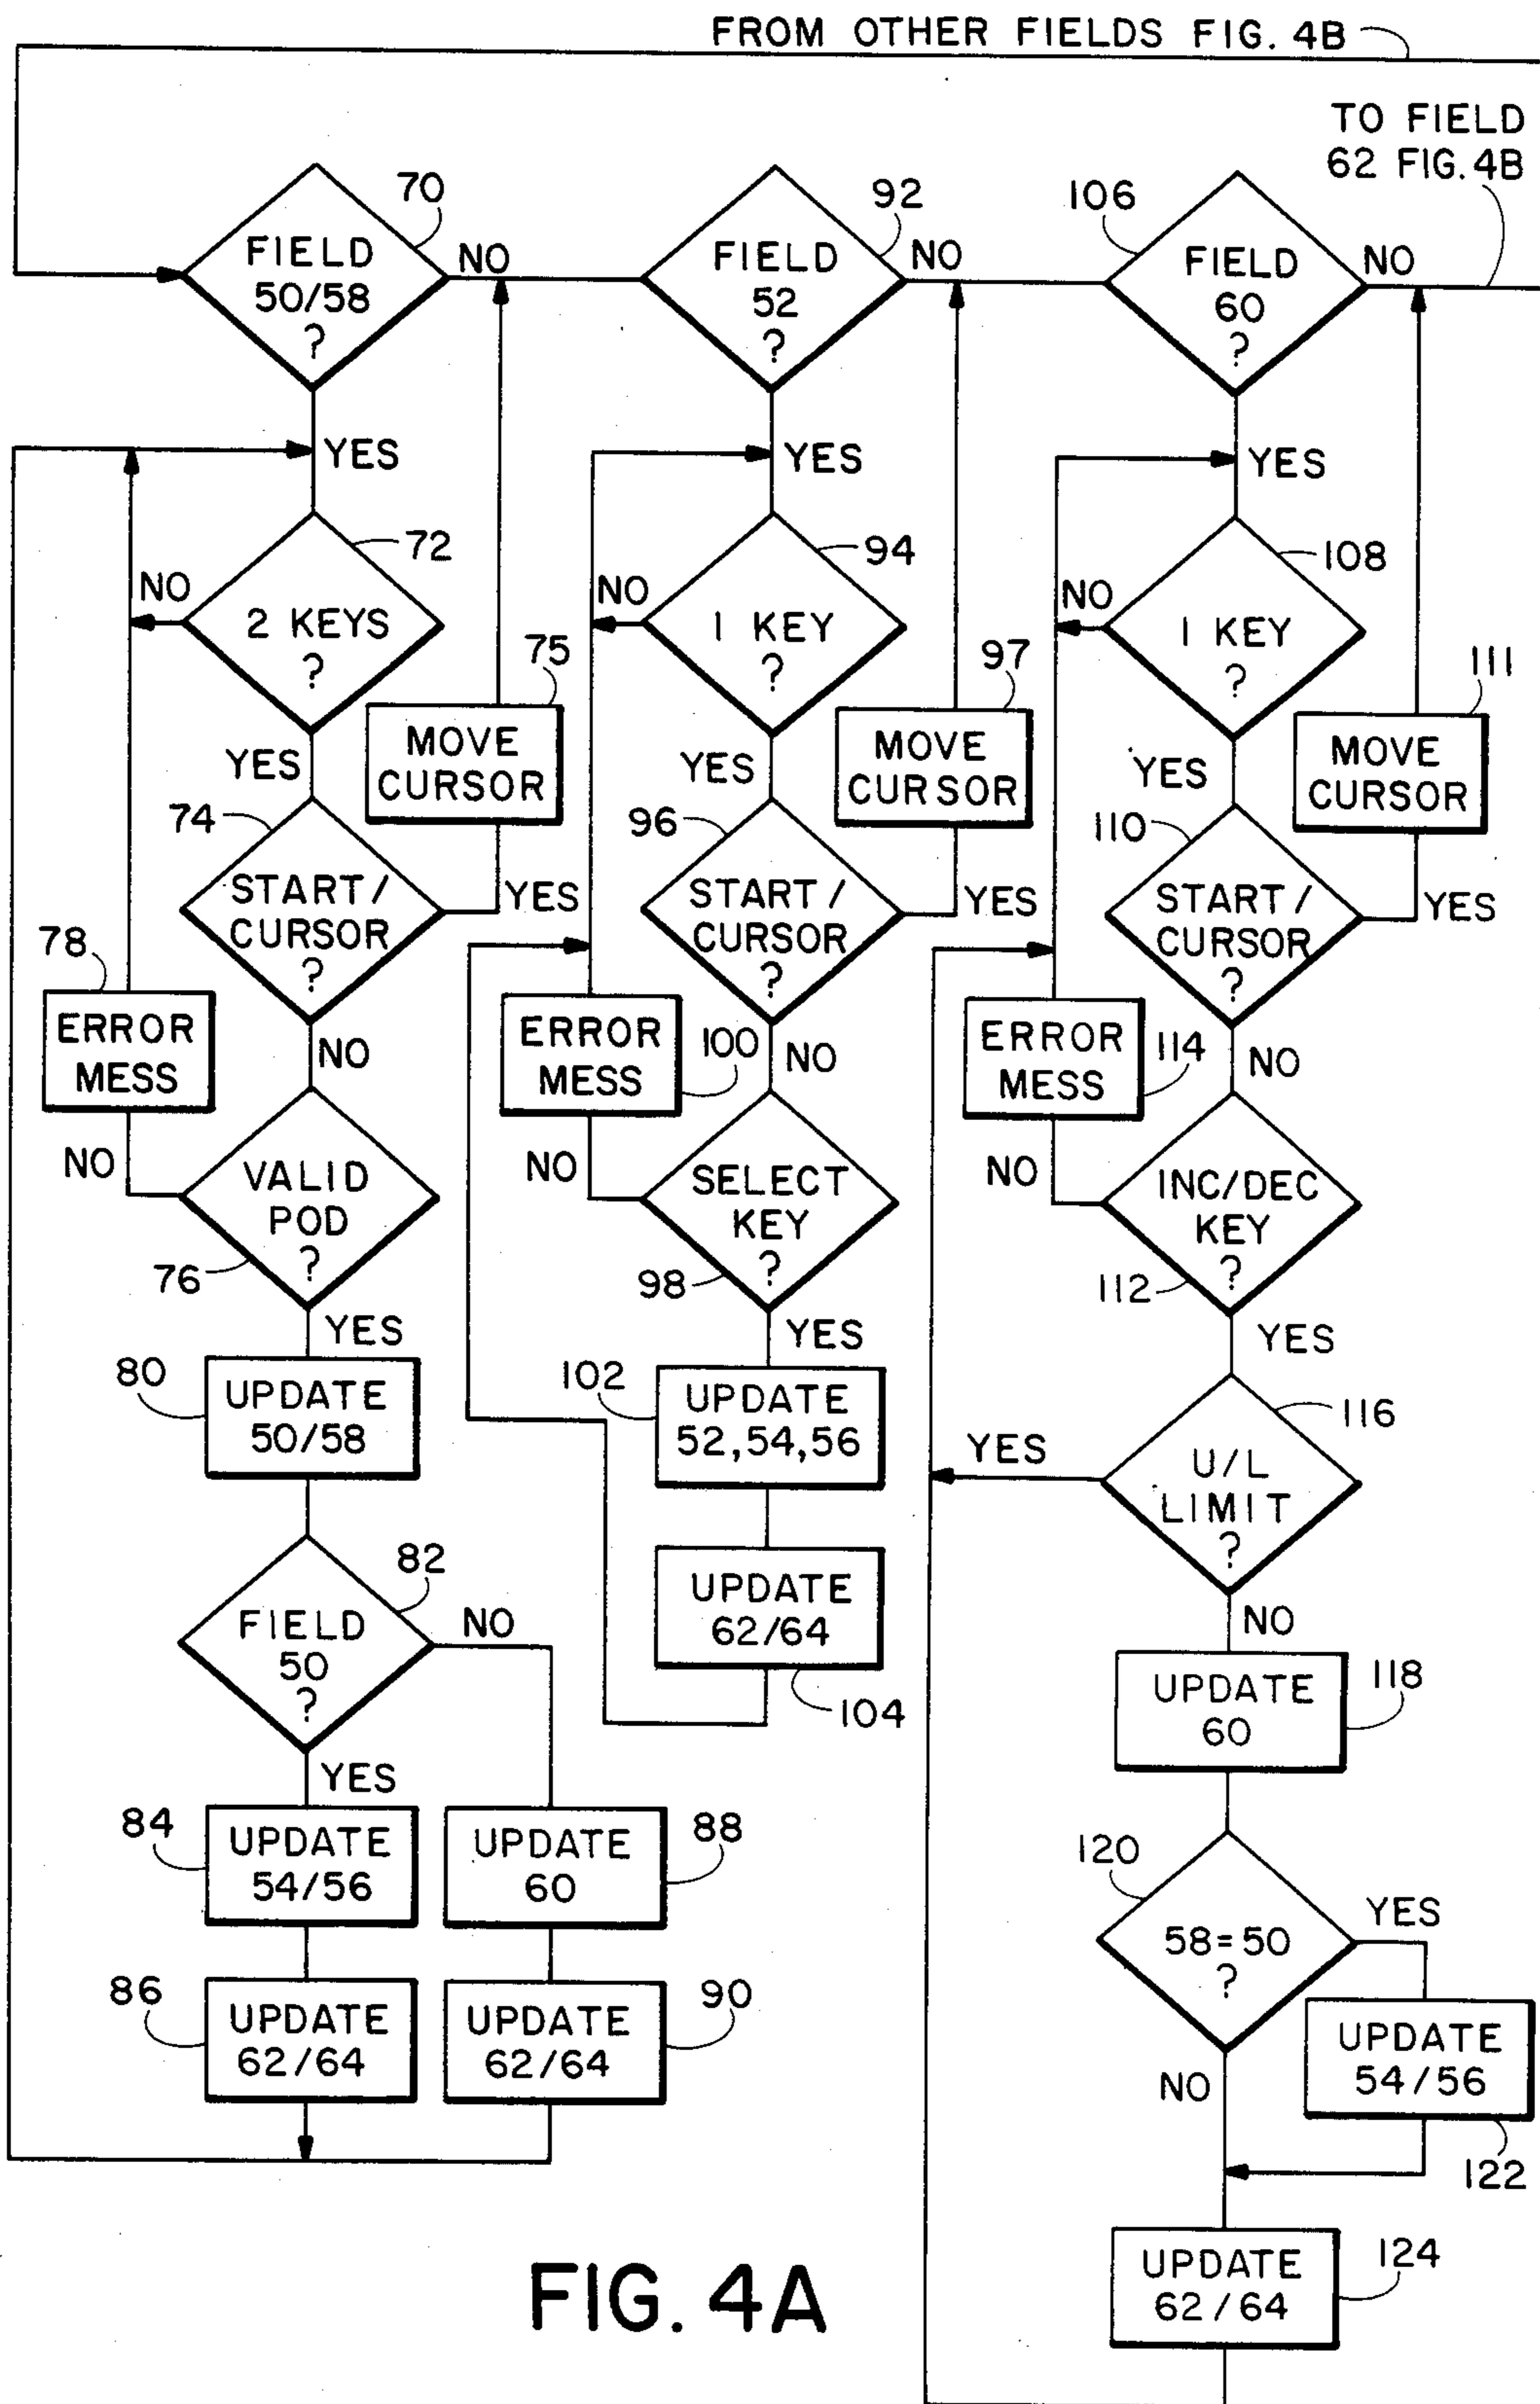 FROM OTHER FIELDS FIG. 4B
TO FIELD
62 FIG. 4B
70
FIELD
50/58
?
NO
YES
72
2 KEYS
?
NO
YES
75
MOVE
CURSOR
74
START/
CURSOR
?
YES
NO
78
ERROR
MESS
NO
VALID
POD
?
76
YES
80
UPDATE
50/58
82
FIELD
50
?
NO
YES
84
UPDATE
54/56
88
UPDATE
60
86
UPDATE
62/64
90
UPDATE
62/64
92
FIELD
52
?
NO
YES
94
1 KEY
?
NO
YES
97
MOVE
CURSOR
96
START/
CURSOR
?
YES
NO
ERROR
MESS
100
NO
SELECT
KEY
?
98
YES
102
UPDATE
52,54,56
UPDATE
62/64
104
106
FIELD
60
?
NO
YES
108
1 KEY
?
NO
YES
111
MOVE
CURSOR
110
START/
CURSOR
?
YES
NO
ERROR
MESS
114
NO
INC/DEC
KEY
?
112
YES
116
U/L
LIMIT
?
YES
NO
118
UPDATE
60
120
58=50
?
YES
NO
UPDATE
54/56
122
UPDATE
62/64
124
FIG. 4A